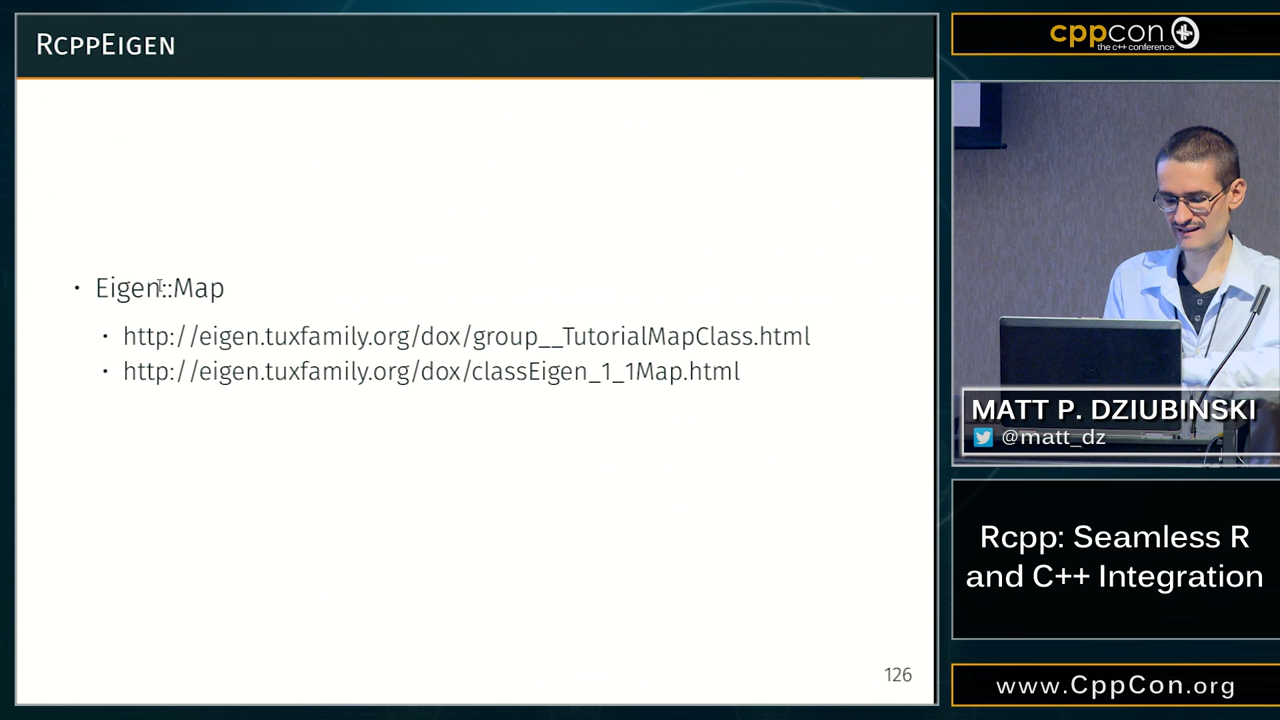 RcppEigen
• Eigen::Map
• http://eigen.tuxfamily.org/dox/group__TutorialMapClass.html
• http://eigen.tuxfamily.org/dox/classEigen_1_1Map.html
126
cppcon
the c++ conference
MATT P. DZIUBINSKI
@matt_dz
Rcpp: Seamless R
and C++ Integration
www.CppCon.org